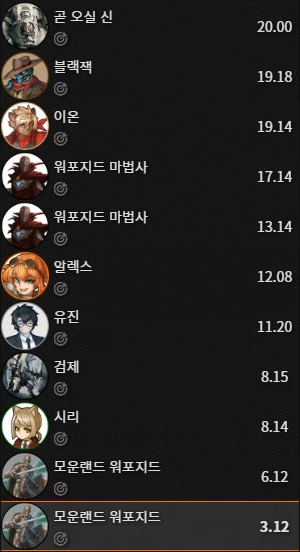 곧 오실 신
20.00
블랙잭
19.18
이온
19.14
워포지드 마법사
17.14
워포지드 마법사
13.14
알렉스
12.08
유진
11.20
검제
8.15
시리
8.14
모운랜드 워포지드
6.12
모운랜드 워포지드
3.12